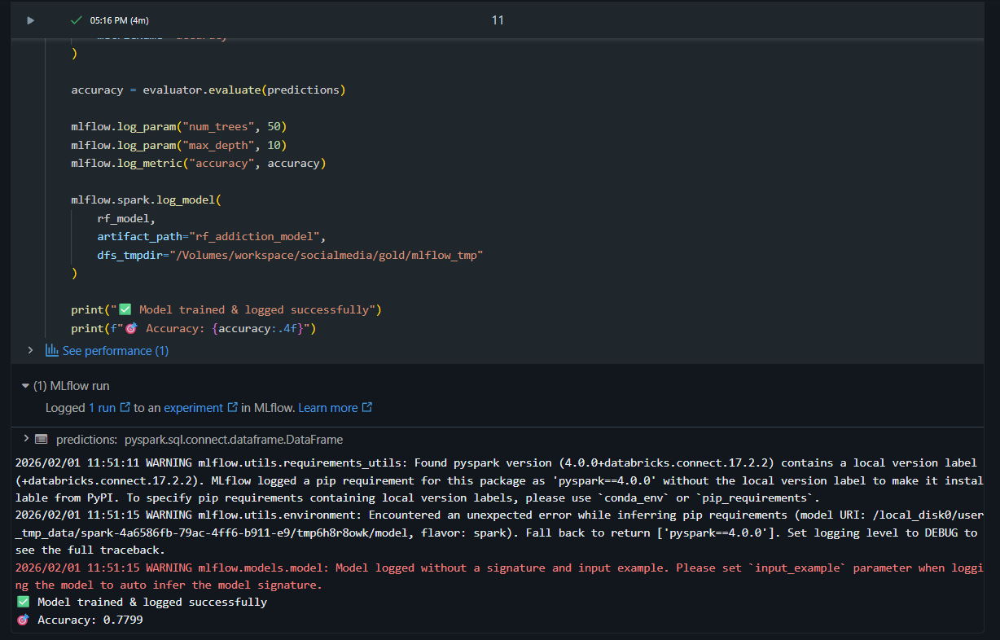 05:16 PM (4m)
11
)
accuracy = evaluator.evaluate(predictions)
mlflow.log_param("num_trees", 50)
mlflow.log_param("max_depth", 10)
mlflow.log_metric("accuracy", accuracy)
mlflow.spark.log_model(
rf_model,
artifact_path="rf_addiction_model",
dfs_tmpdir="/Volumes/workspace/socialmedia/gold/mlflow_tmp"
)
print("✅ Model trained & logged successfully")
print(f"🎯 Accuracy: {accuracy:.4f}")
See performance (1)
(1) MLflow run
Logged 1 run to an experiment in MLflow. Learn more
predictions: pyspark.sql.connect.dataframe.DataFrame
2026/02/01 11:51:11 WARNING mlflow.utils.requirements_utils: Found pyspark version (4.0.0+databricks.connect.17.2.2) contains a local version label
(+databricks.connect.17.2.2). MLflow logged a pip requirement for this package as 'pyspark==4.0.0' without the local version label to make it instal
lable from PyPI. To specify pip requirements containing local version labels, please use `conda_env` or `pip_requirements`.
2026/02/01 11:51:15 WARNING mlflow.utils.environment: Encountered an unexpected error while inferring pip requirements (model URI: /local_disk0/user
_tmp_data/spark-4a6586fb-79ac-4ff6-b911-e9/tmp6h8r8owk/model, flavor: spark). Fall back to return ['pyspark==4.0.0']. Set logging level to DEBUG to
see the full traceback.
2026/02/01 11:51:15 WARNING mlflow.models.model: Model logged without a signature and input example. Please set `input_example` parameter when loggi
ng the model to auto infer the model signature.
✅ Model trained & logged successfully
🎯 Accuracy: 0.7799